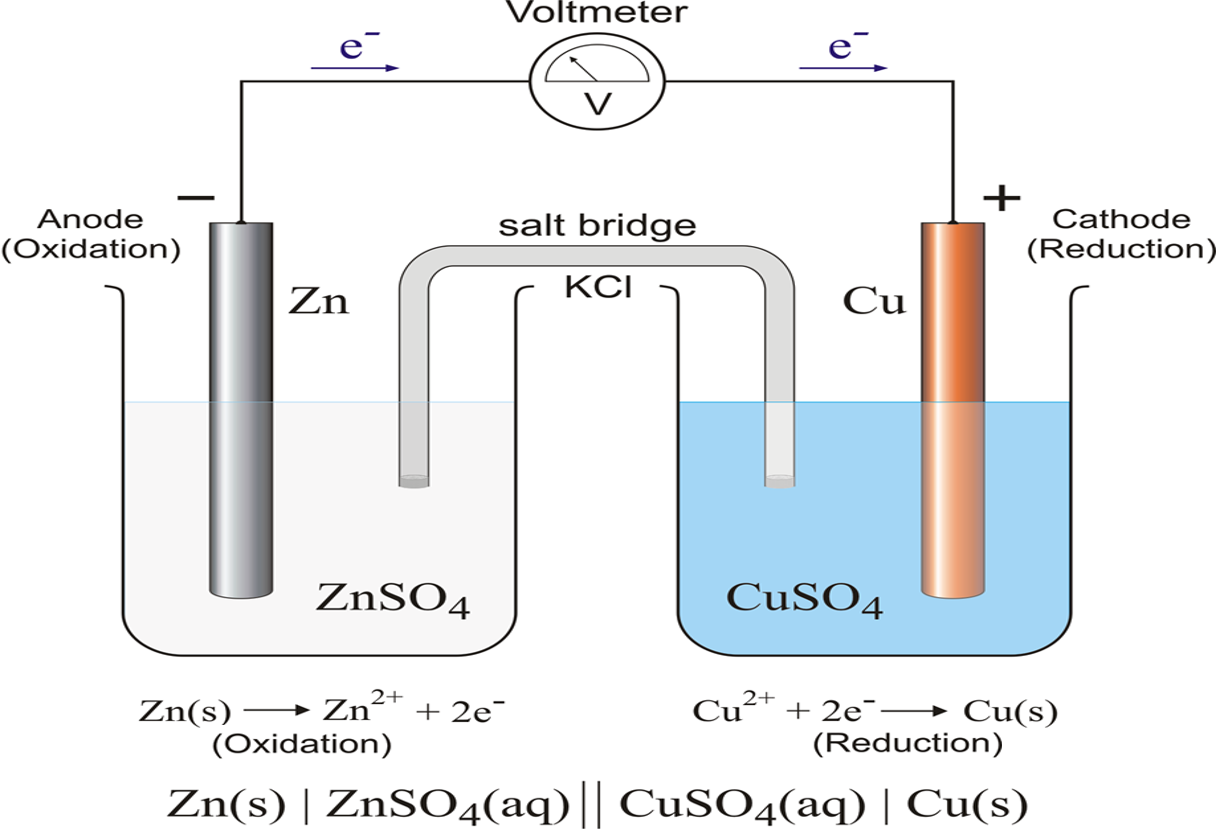 Voltmeter
e⁻
e⁻
V
−
+
Anode
(Oxidation)
salt bridge
Cathode
(Reduction)
Zn
KCl
Cu
ZnSO₄
CuSO₄
Zn(s) ⟶ Zn²⁺ + 2e⁻
(Oxidation)
Cu²⁺ + 2e⁻ ⟶ Cu(s)
(Reduction)
Zn(s) | ZnSO₄(aq) || CuSO₄(aq) | Cu(s)